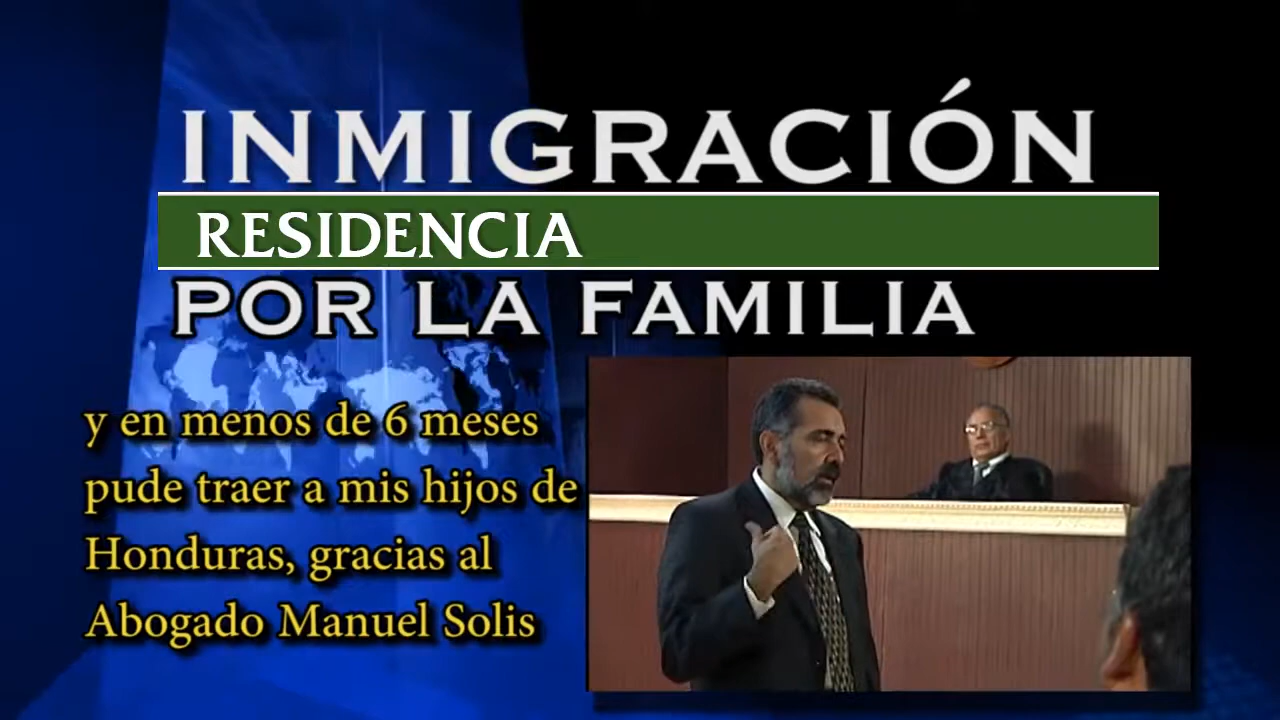 INMIGRACIÓN
RESIDENCIA
POR LA FAMILIA
y en menos de 6 meses
pude traer a mis hijos de
Honduras, gracias al
Abogado Manuel Solis